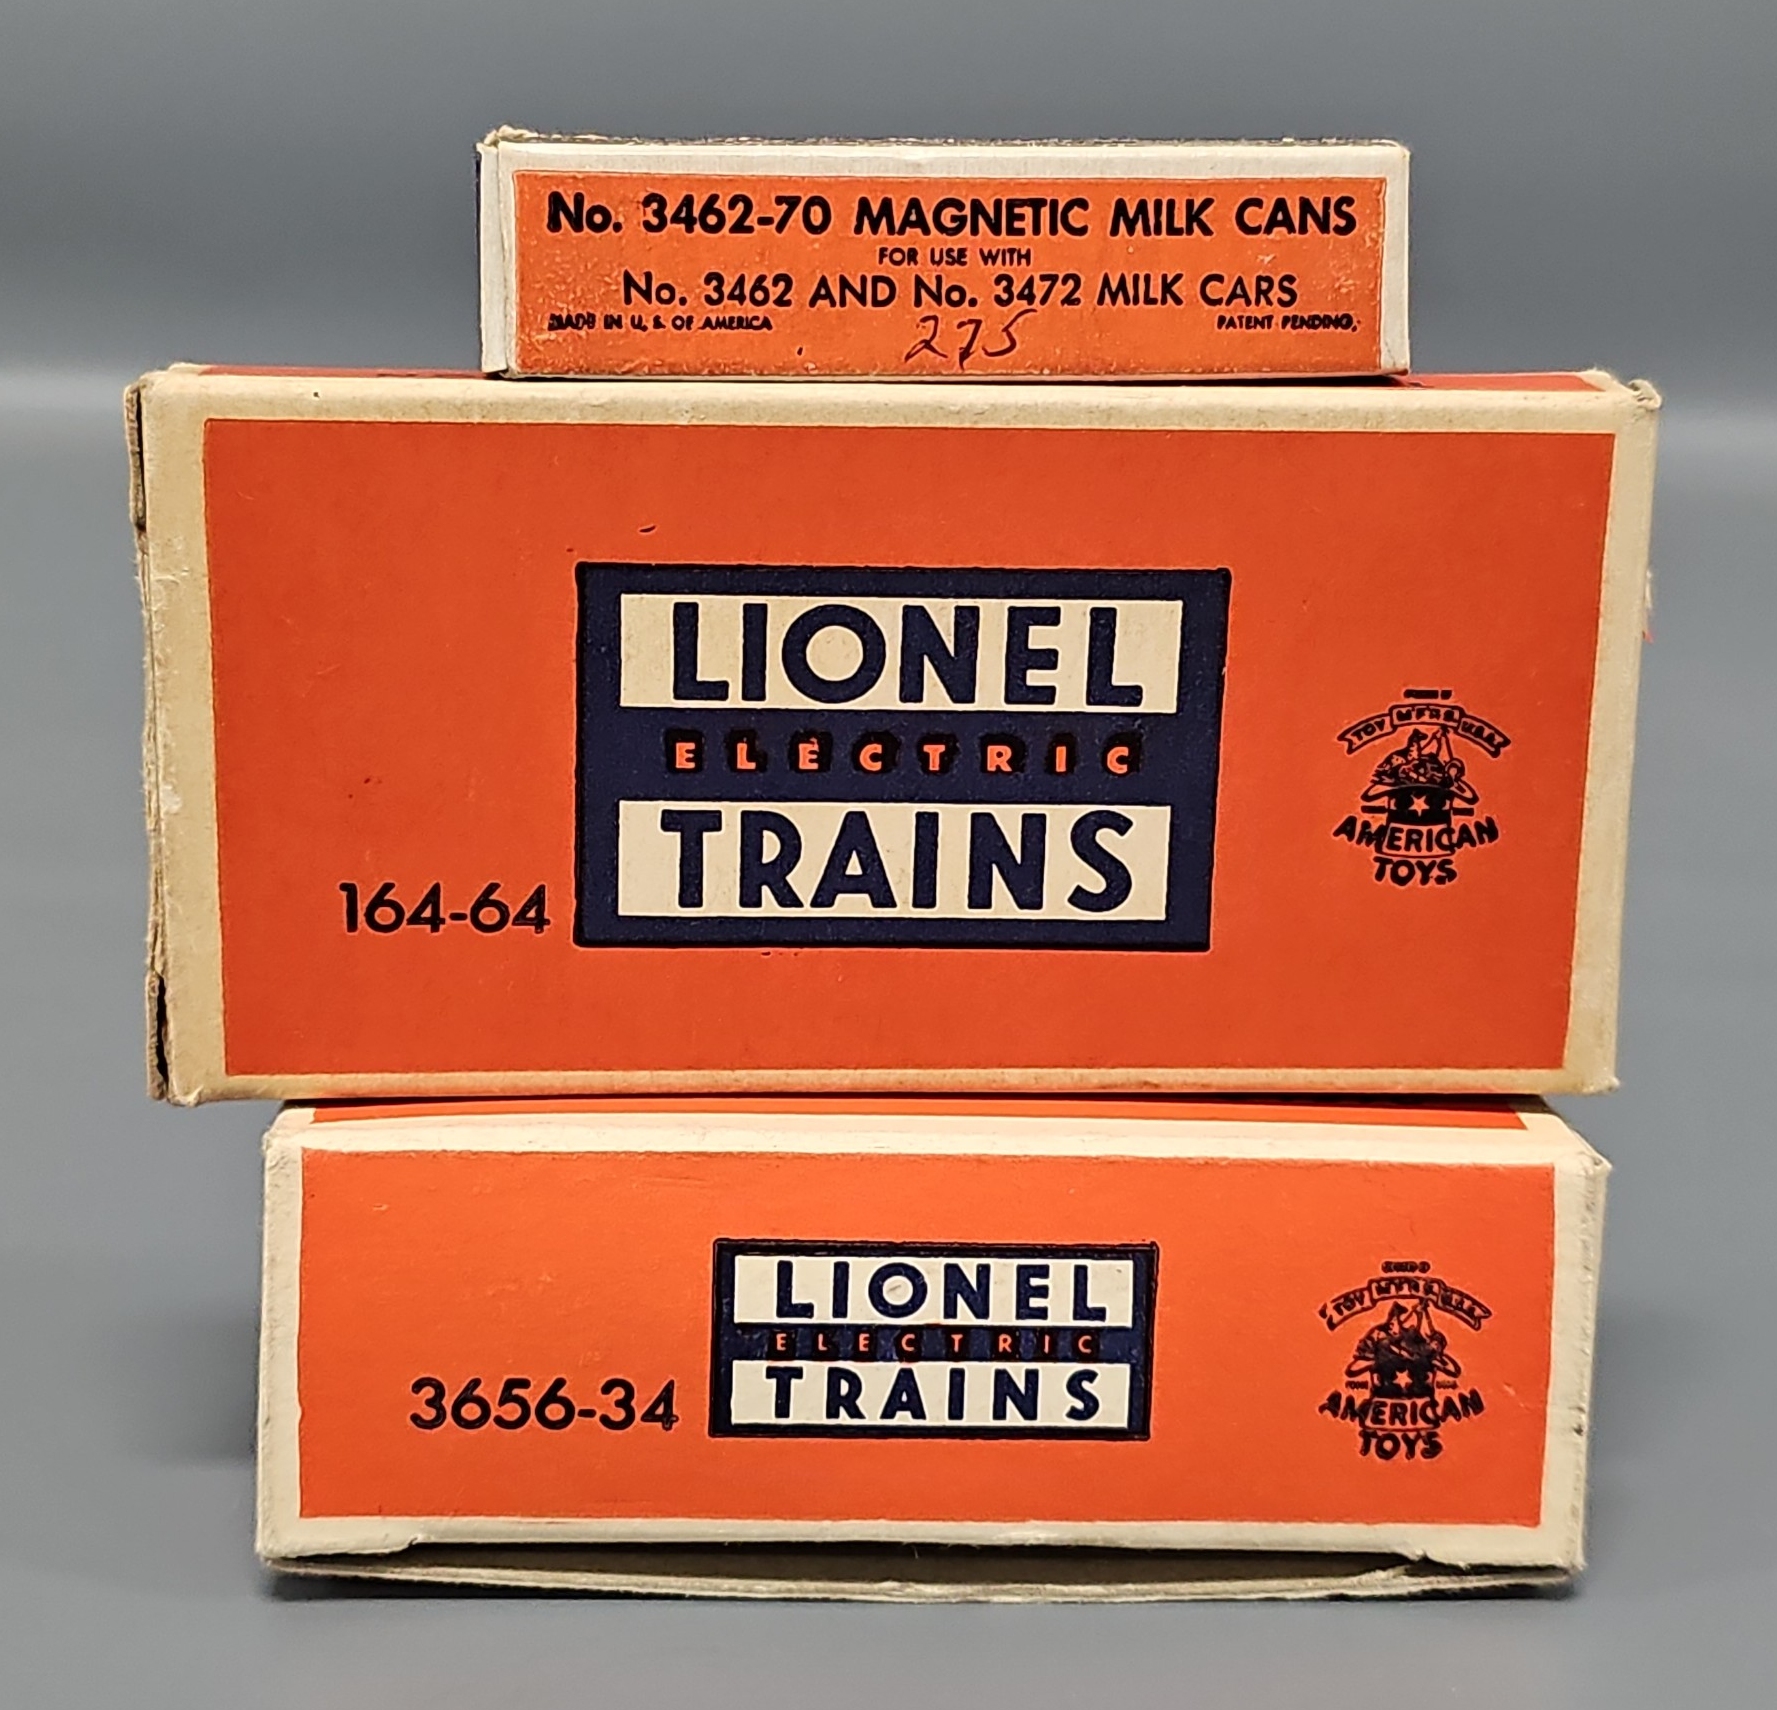 No. 3462-70 MAGNETIC MILK CANS
FOR USE WITH
No. 3462 AND No. 3472 MILK CARS
MADE IN U. S. OF AMERICA
PATENT PENDING.
275
LIONEL
ELECTRIC
TRAINS
164-64
TOY MFRS. U.S.A.
AMERICAN
TOYS
LIONEL
ELECTRIC
TRAINS
3656-34
TOY MFRS. U.S.A.
AMERICAN
TOYS